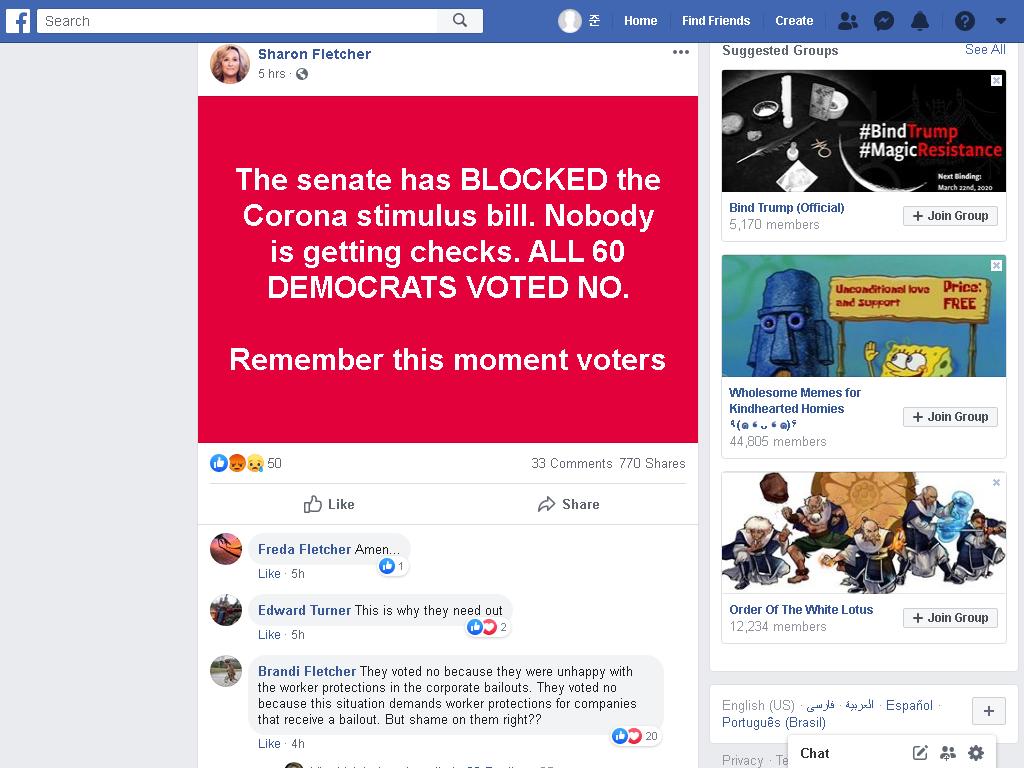 Search
준
Home
Find Friends
Create
Sharon Fletcher
5 hrs ·
The senate has BLOCKED the
Corona stimulus bill. Nobody
is getting checks. ALL 60
DEMOCRATS VOTED NO.
Remember this moment voters
50
33 Comments 770 Shares
Like
Share
Freda Fletcher Amen...
1
Like · 5h
Edward Turner This is why they need out
2
Like · 5h
Brandi Fletcher They voted no because they were unhappy with
the worker protections in the corporate bailouts. They voted no
because this situation demands worker protections for companies
that receive a bailout. But shame on them right??
20
Like · 4h
Suggested Groups
See All
#BindTrump
#MagicResistance
Next Binding:
March 22nd, 2020
Bind Trump (Official)
5,170 members
+ Join Group
Unconditional love
and support
Price:
FREE
Wholesome Memes for
Kindhearted Homies
44,805 members
+ Join Group
Order Of The White Lotus
12,234 members
+ Join Group
English (US) · فارسی · العربية · Español ·
Português (Brasil)
Privacy · Te
Chat